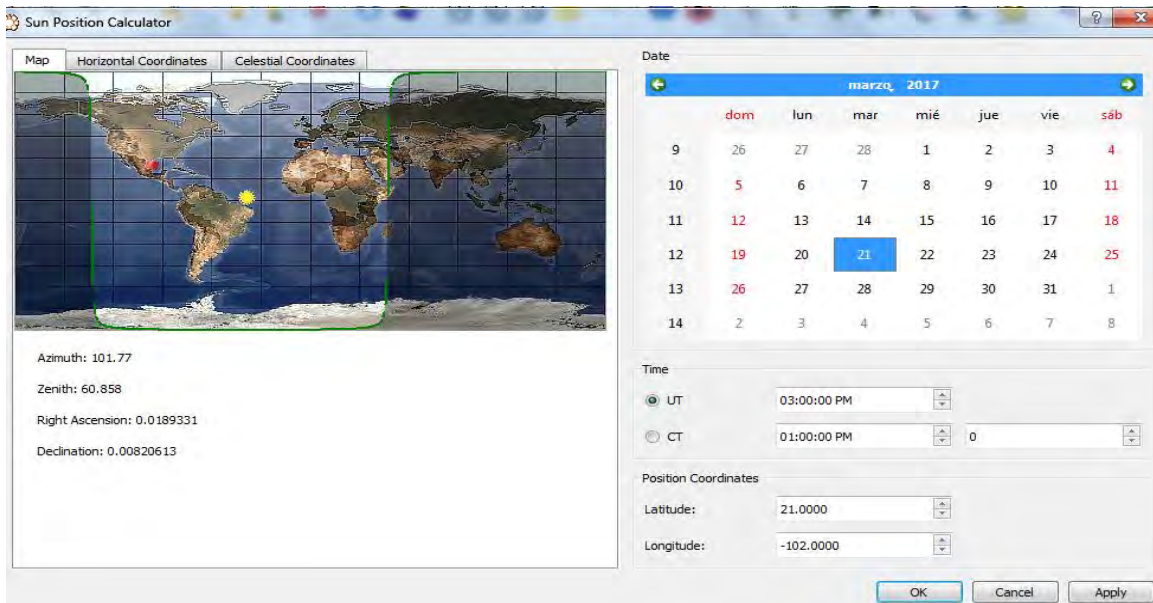 Sun Position Calculator
Map Horizontal Coordinates Celestial Coordinates
Azimuth: 101.77
Zenith: 60.858
Right Ascension: 0.0189331
Declination: 0.00820613
Date
marzo, 2017
dom lun mar mié jue vie sáb
9 26 27 28 1 2 3 4
10 5 6 7 8 9 10 11
11 12 13 14 15 16 17 18
12 19 20 21 22 23 24 25
13 26 27 28 29 30 31 1
14 2 3 4 5 6 7 8
Time
UT 03:00:00 PM
CT 01:00:00 PM 0
Position Coordinates
Latitude: 21.0000
Longitude: -102.0000
OK Cancel Apply